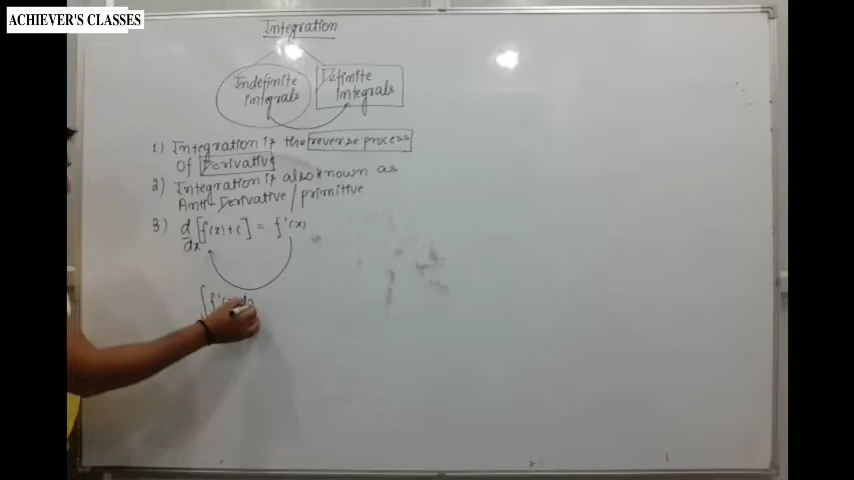 ACHIEVER'S CLASSES
Integration
Indefinite
integrals
Definite
integrals
1) Integration is the reverse process
Of Derivative
2) Integration is also known as
Anti-Derivative / primitive
3) d/dx [f(x)+c] = f'(x)
∫f'(x) dx